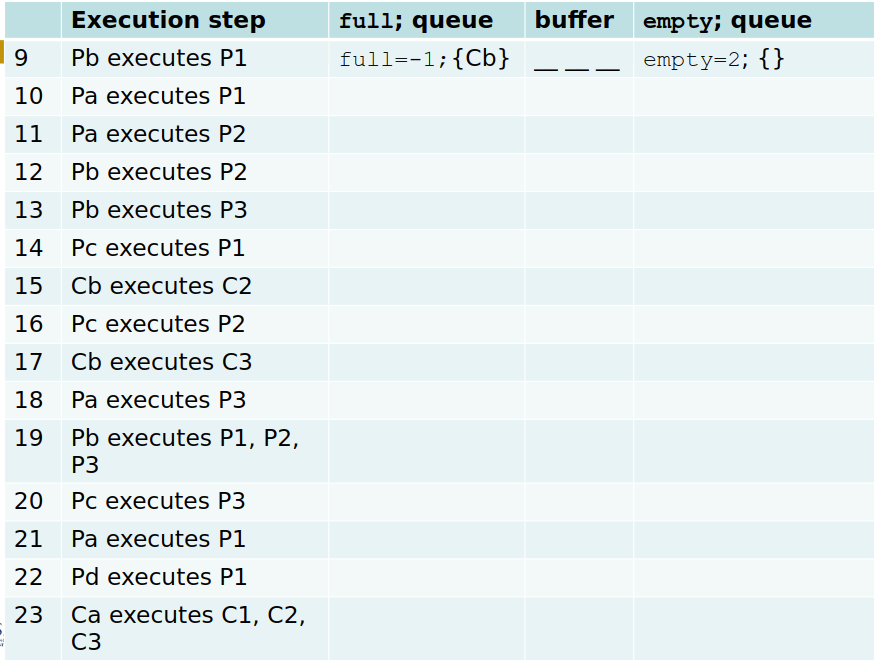 Execution step full; queue buffer empty; queue
9 Pb executes P1 full=-1;{Cb} __ __ __ empty=2; {}
10 Pa executes P1
11 Pa executes P2
12 Pb executes P2
13 Pb executes P3
14 Pc executes P1
15 Cb executes C2
16 Pc executes P2
17 Cb executes C3
18 Pa executes P3
19 Pb executes P1, P2,
P3
20 Pc executes P3
21 Pa executes P1
22 Pd executes P1
23 Ca executes C1, C2,
C3